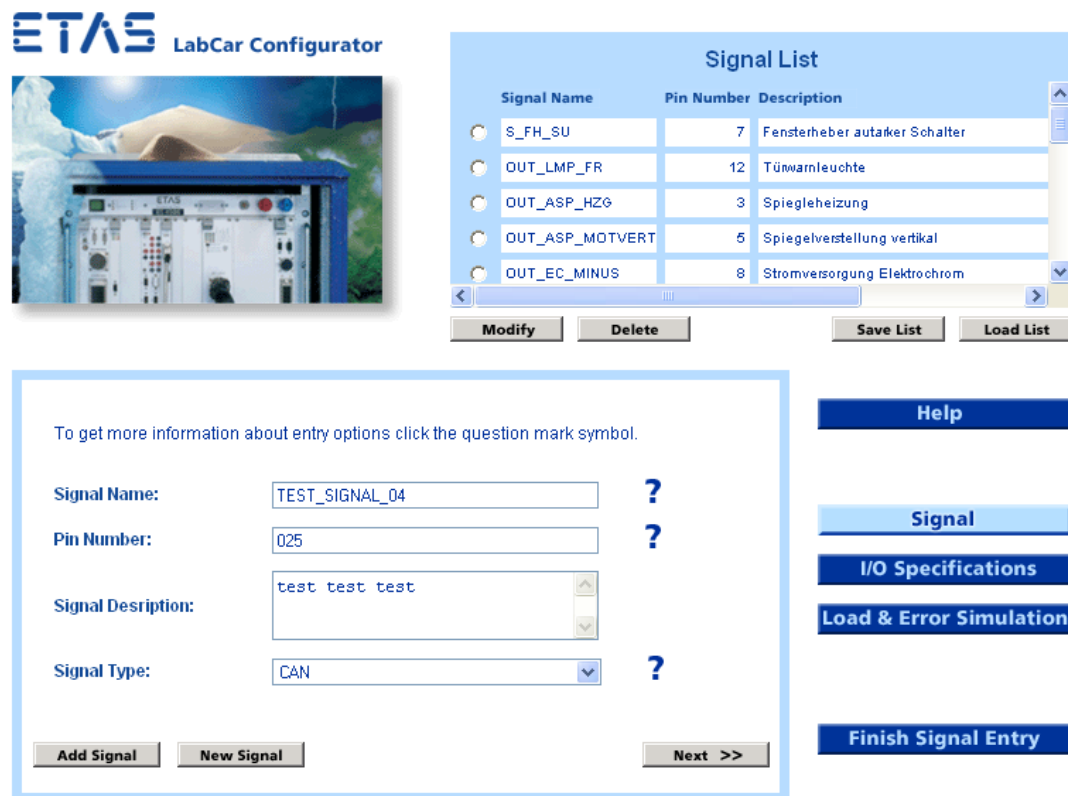 ETAS LabCar Configurator
ETAS
Signal List
Signal Name Pin Number Description
S_FH_SU 7 Fensterheber autarker Schalter
OUT_LMP_FR 12 Türwarnleuchte
OUT_ASP_HZG 3 Spiegleheizung
OUT_ASP_MOTVERT 5 Spiegelverstellung vertikal
OUT_EC_MINUS 8 Stromversorgung Elektrochrom
Modify Delete Save List Load List
To get more information about entry options click the question mark symbol.
Signal Name: TEST_SIGNAL_04 ?
Pin Number: 025 ?
Signal Desription: test test test
Signal Type: CAN ?
Add Signal New Signal Next >>
Help
Signal
I/O Specifications
Load & Error Simulation
Finish Signal Entry